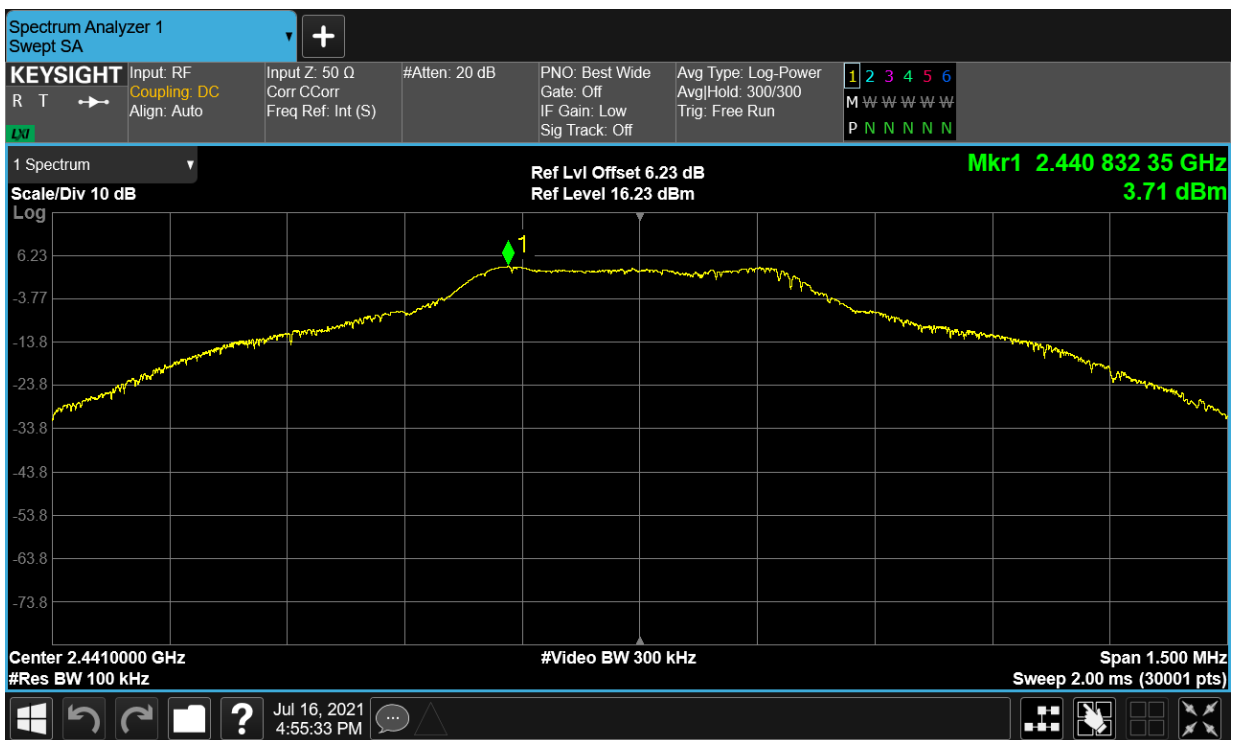 Spectrum Analyzer 1
Swept SA
KEYSIGHT
R T
LXI
Input: RF
Coupling: DC
Align: Auto
Input Z: 50 Ω
Corr CCorr
Freq Ref: Int (S)
#Atten: 20 dB
PNO: Best Wide
Gate: Off
IF Gain: Low
Sig Track: Off
Avg Type: Log-Power
Avg|Hold: 300/300
Trig: Free Run
1 2 3 4 5 6
M W W W W W
P N N N N N
1 Spectrum
Scale/Div 10 dB
Log
Ref Lvl Offset 6.23 dB
Ref Level 16.23 dBm
Mkr1 2.440 832 35 GHz
3.71 dBm
1
6.23
-3.77
-13.8
-23.8
-33.8
-43.8
-53.8
-63.8
-73.8
Center 2.4410000 GHz
#Res BW 100 kHz
#Video BW 300 kHz
Span 1.500 MHz
Sweep 2.00 ms (30001 pts)
?
Jul 16, 2021
4:55:33 PM